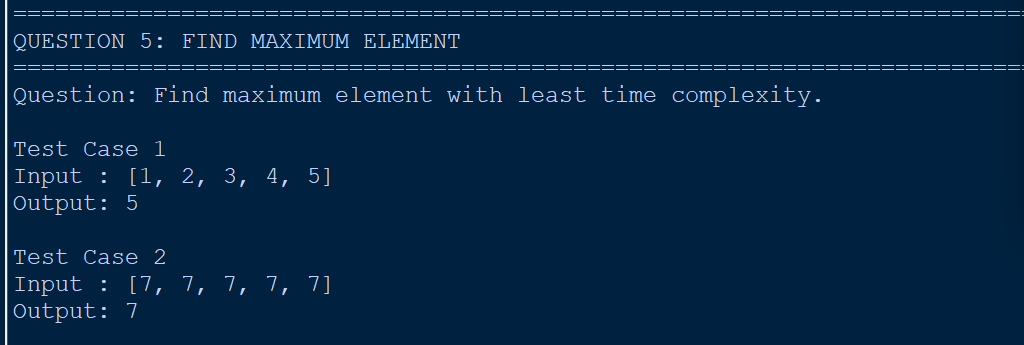 ================================================================================
QUESTION 5: FIND MAXIMUM ELEMENT
================================================================================
Question: Find maximum element with least time complexity.
Test Case 1
Input : [1, 2, 3, 4, 5]
Output: 5
Test Case 2
Input : [7, 7, 7, 7, 7]
Output: 7